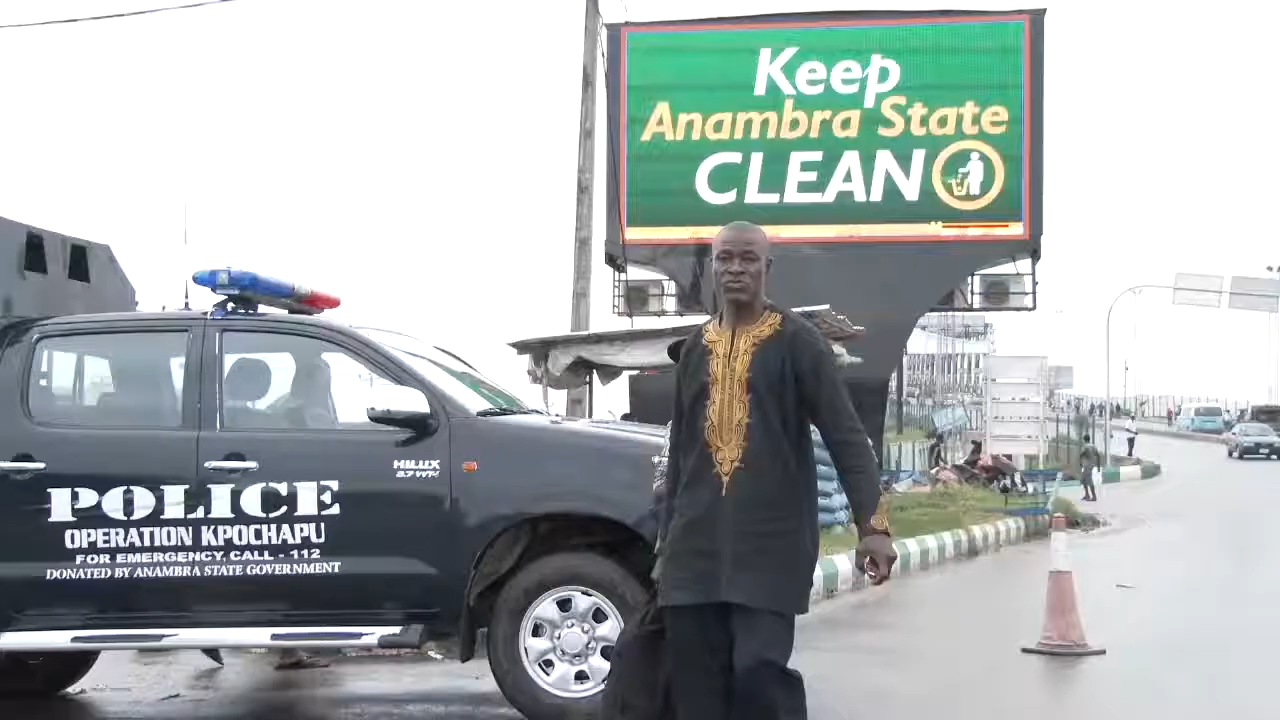 Keep
Anambra State
CLEAN
HILUX
POLICE
OPERATION KPOCHAPU
FOR EMERGENCY, CALL - 112
DONATED BY ANAMBRA STATE GOVERNMENT